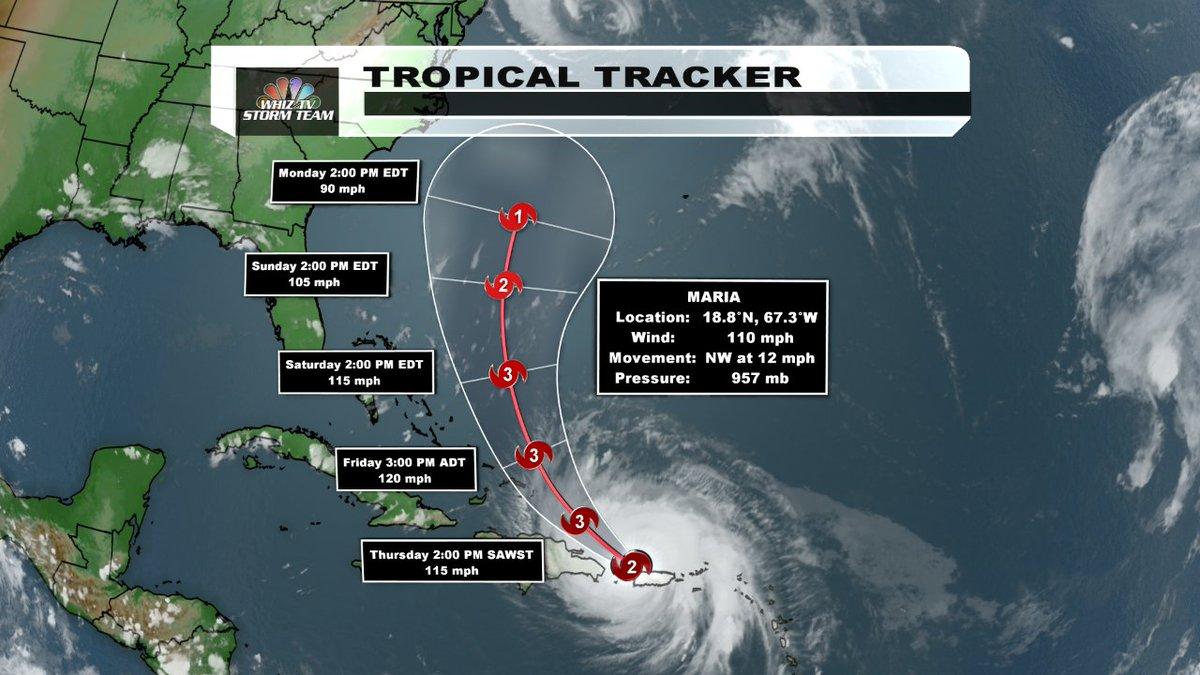 TROPICAL TRACKER
WHIZ TV
STORM TEAM
Monday 2:00 PM EDT
90 mph
1
Sunday 2:00 PM EDT
105 mph
2
MARIA
Location: 18.8°N, 67.3°W
Wind: 110 mph
Movement: NW at 12 mph
Pressure: 957 mb
Saturday 2:00 PM EDT
115 mph
3
Friday 3:00 PM ADT
120 mph
3
3
Thursday 2:00 PM SAWST
115 mph
2